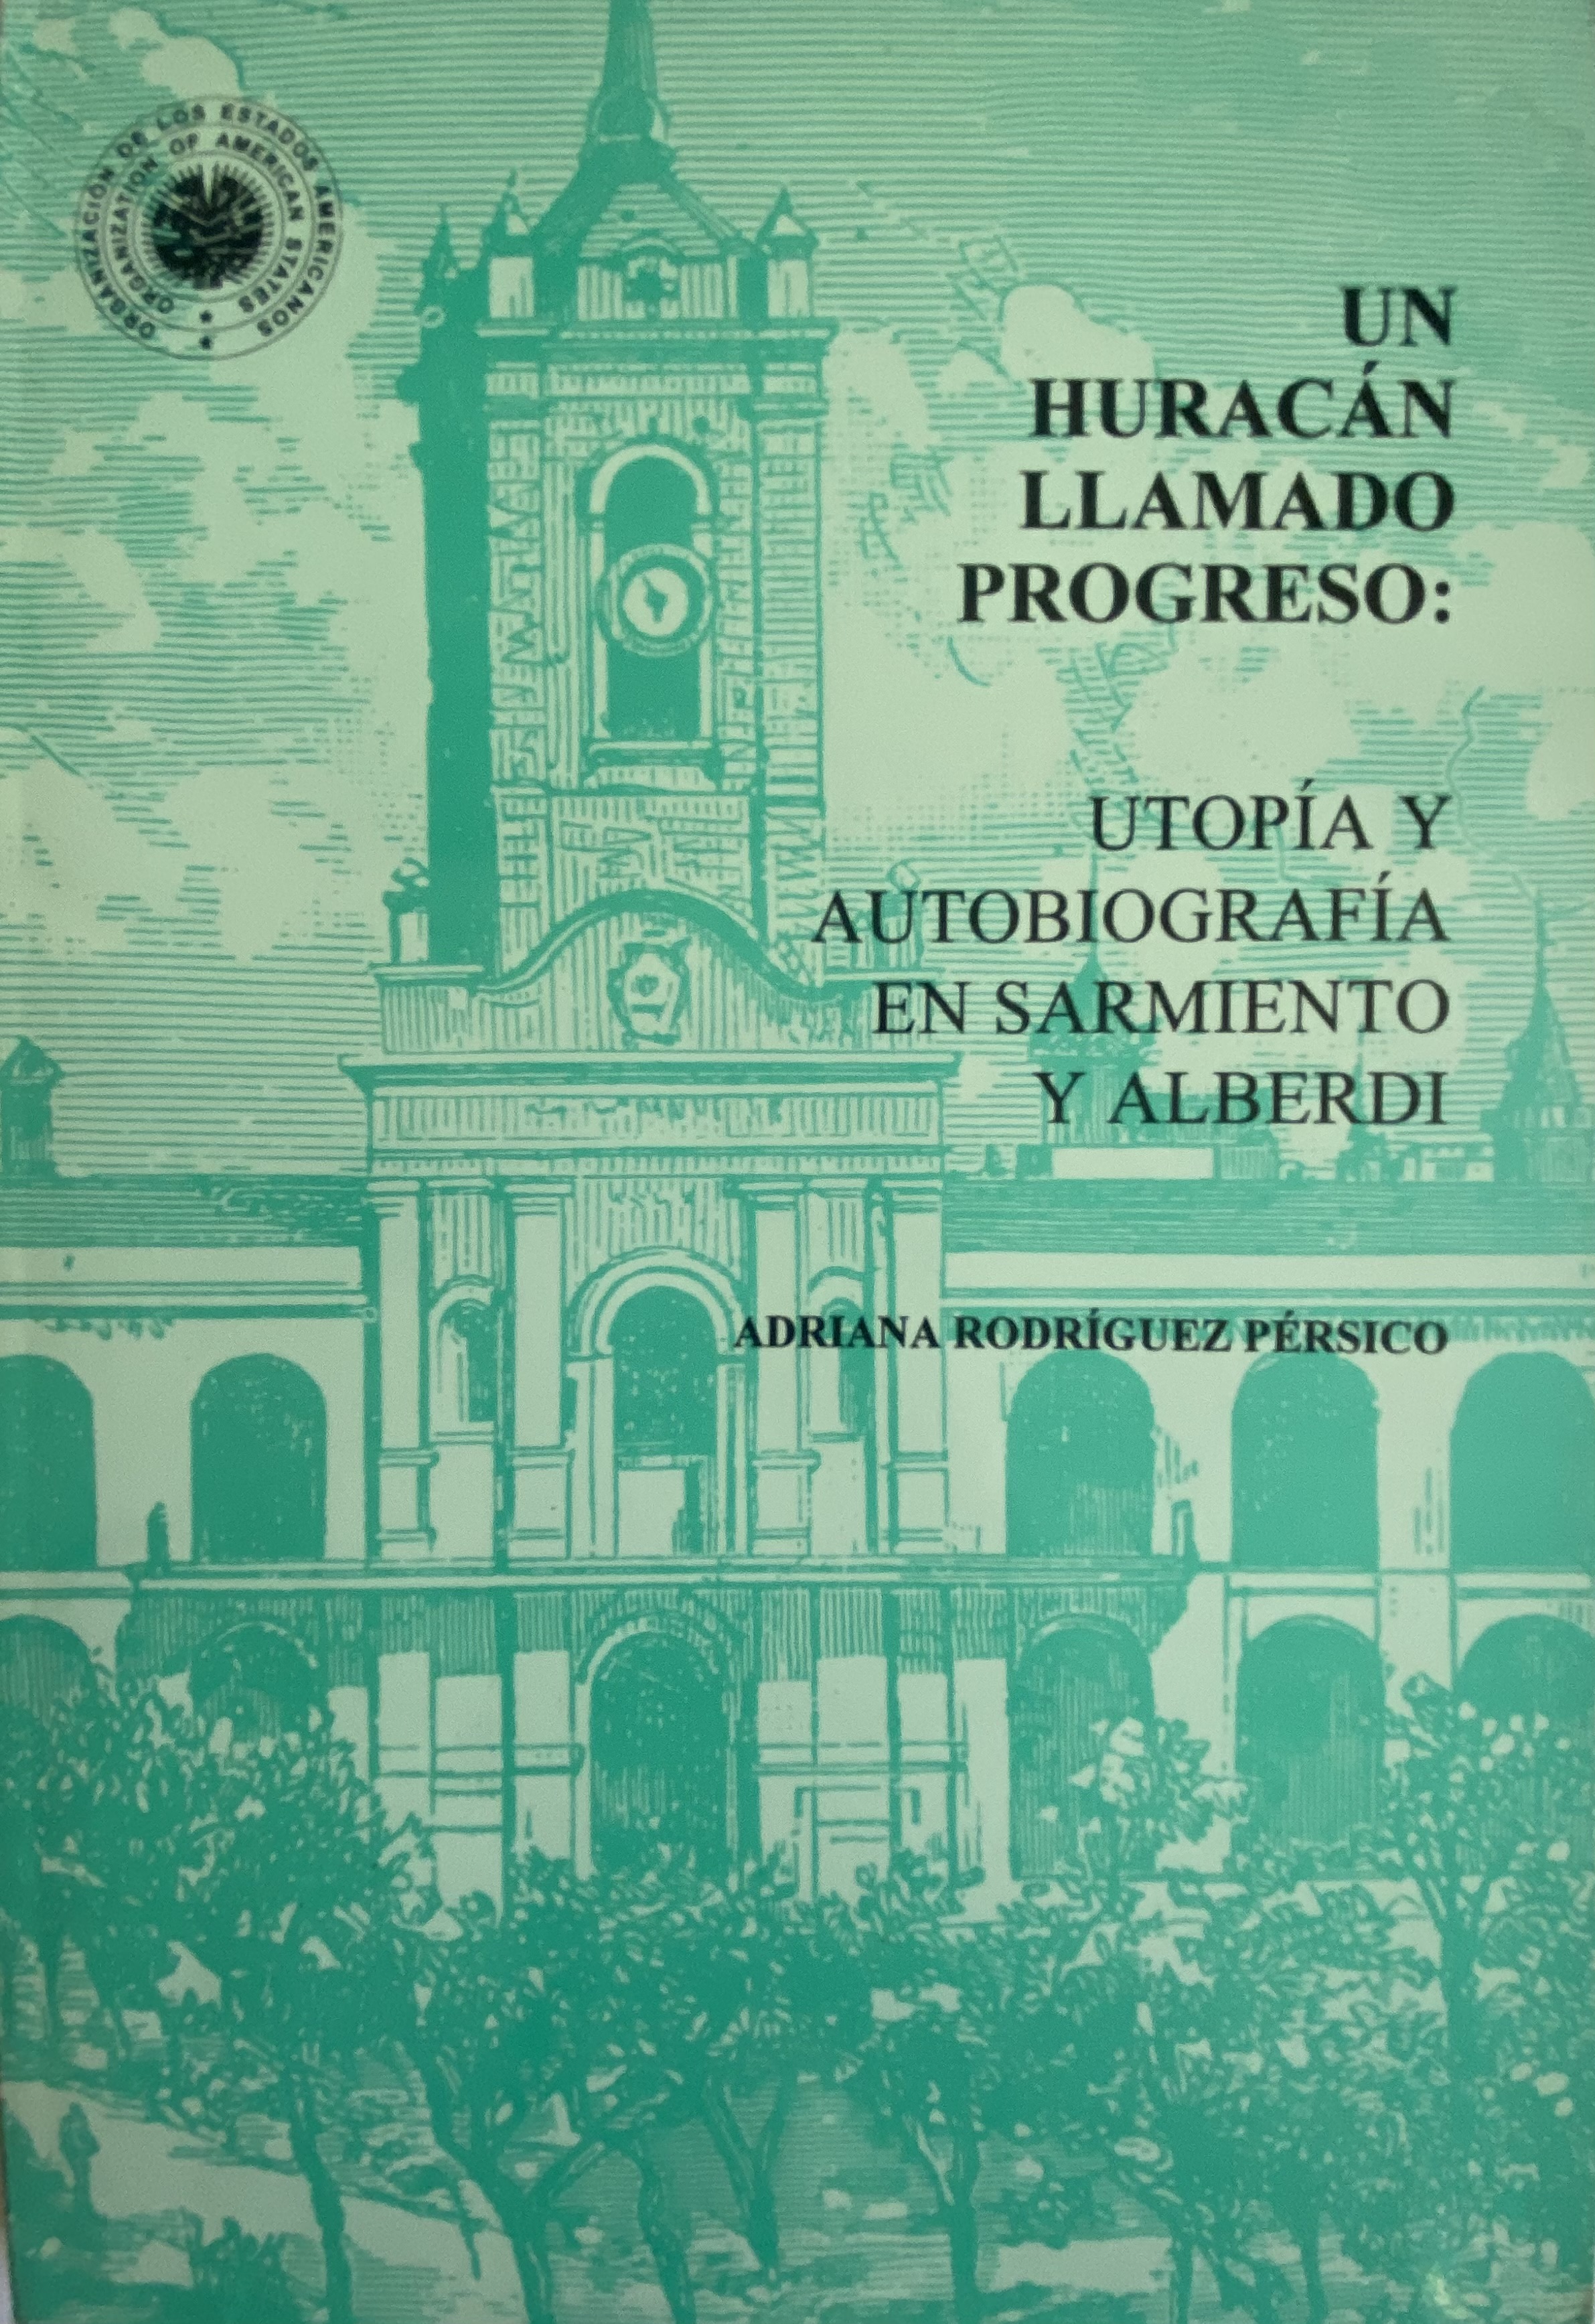 ORGANIZACIÓN DE LOS ESTADOS AMERICANOS
ORGANIZATION OF AMERICAN STATES
UN
HURACÁN
LLAMADO
PROGRESO:
UTOPÍA Y
AUTOBIOGRAFÍA
EN SARMIENTO
Y ALBERDI
ADRIANA RODRÍGUEZ PÉRSICO